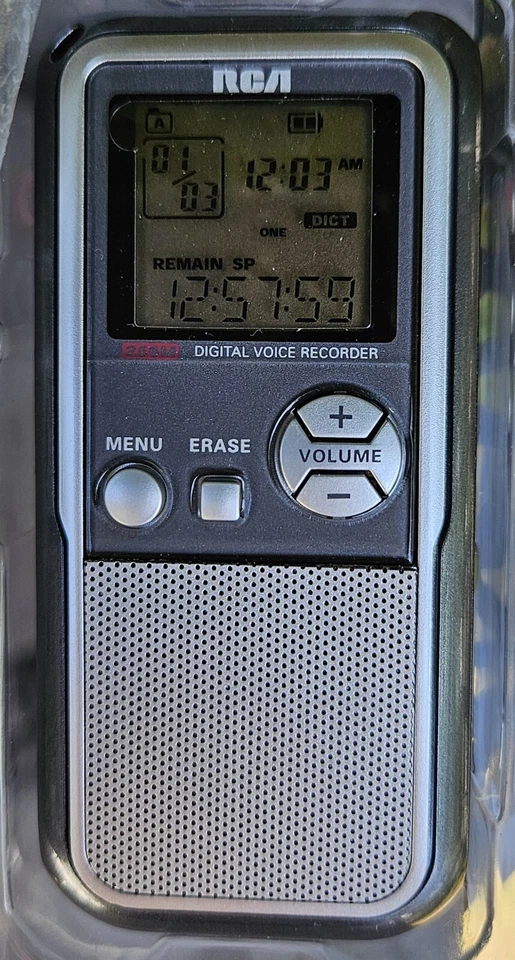 RCA
A
01/03
12:03 AM
DICT
ONE
REMAIN SP
12:57:59
DIGITAL VOICE RECORDER
MENU ERASE
+
VOLUME
-